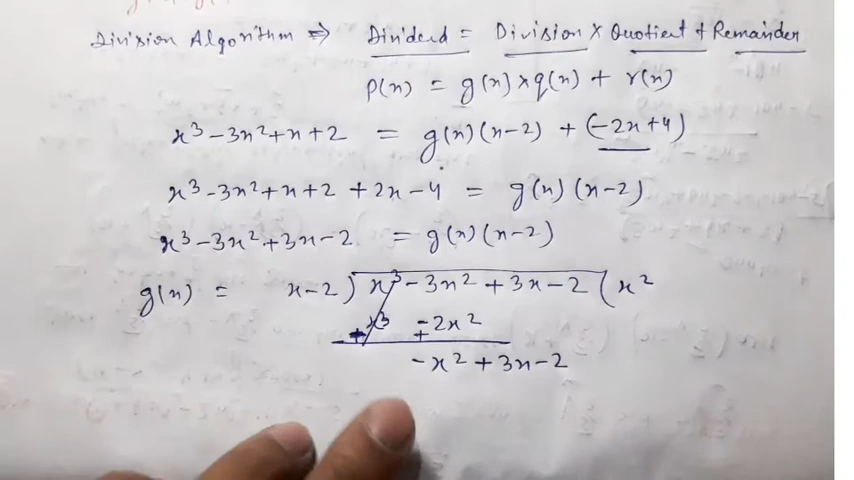 Division Algorithm ⇒ Dividend = Division × Quotient + Remainder
p(x) = g(x)×q(x) + r(x)
x³-3x²+x+2 = g(x)(x-2) + (-2x+4)
x³-3x²+x+2+2x-4 = g(x)(x-2)
x³-3x²+3x-2 = g(x)(x-2)
g(x) = x-2) x³-3x²+3x-2 (x²
x³ -2x²
+ +
-x²+3x-2